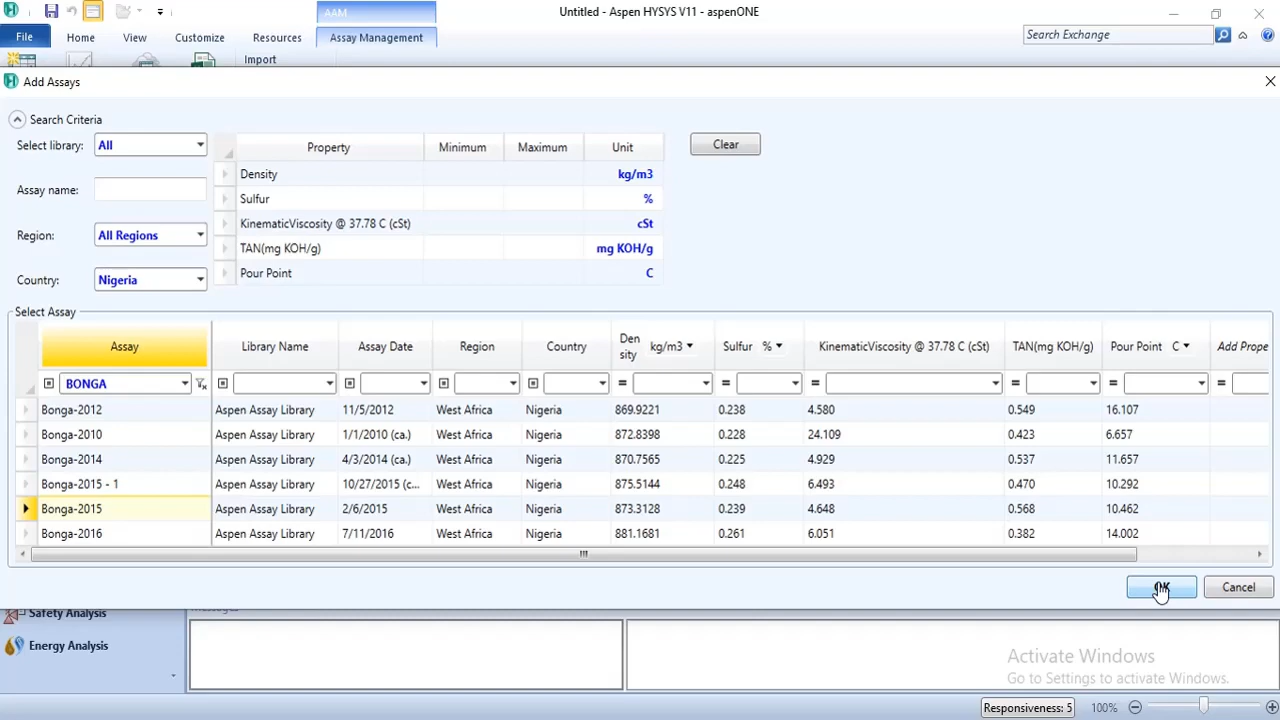 AAM
Untitled - Aspen HYSYS V11 - aspenONE
File Home View Customize Resources Assay Management Search Exchange
Import
Add Assays
Search Criteria
Select library: All
Assay name:
Region: All Regions
Country: Nigeria
Property Minimum Maximum Unit
Density kg/m3
Sulfur %
KinematicViscosity @ 37.78 C (cSt) cSt
TAN(mg KOH/g) mg KOH/g
Pour Point C
Clear
Select Assay
Assay Library Name Assay Date Region Country Den sity kg/m3 Sulfur % KinematicViscosity @ 37.78 C (cSt) TAN(mg KOH/g) Pour Point C Add Prope
BONGA = = = = = =
Bonga-2012 Aspen Assay Library 11/5/2012 West Africa Nigeria 869.9221 0.238 4.580 0.549 16.107
Bonga-2010 Aspen Assay Library 1/1/2010 (ca.) West Africa Nigeria 872.8398 0.228 24.109 0.423 6.657
Bonga-2014 Aspen Assay Library 4/3/2014 (ca.) West Africa Nigeria 870.7565 0.225 4.929 0.537 11.657
Bonga-2015 - 1 Aspen Assay Library 10/27/2015 (c... West Africa Nigeria 875.5144 0.248 6.493 0.470 10.292
Bonga-2015 Aspen Assay Library 2/6/2015 West Africa Nigeria 873.3128 0.239 4.648 0.568 10.462
Bonga-2016 Aspen Assay Library 7/11/2016 West Africa Nigeria 881.1681 0.261 6.051 0.382 14.002
OK Cancel
Safety Analysis
Messages
Energy Analysis
Activate Windows
Go to Settings to activate Windows.
Responsiveness: 5 100%